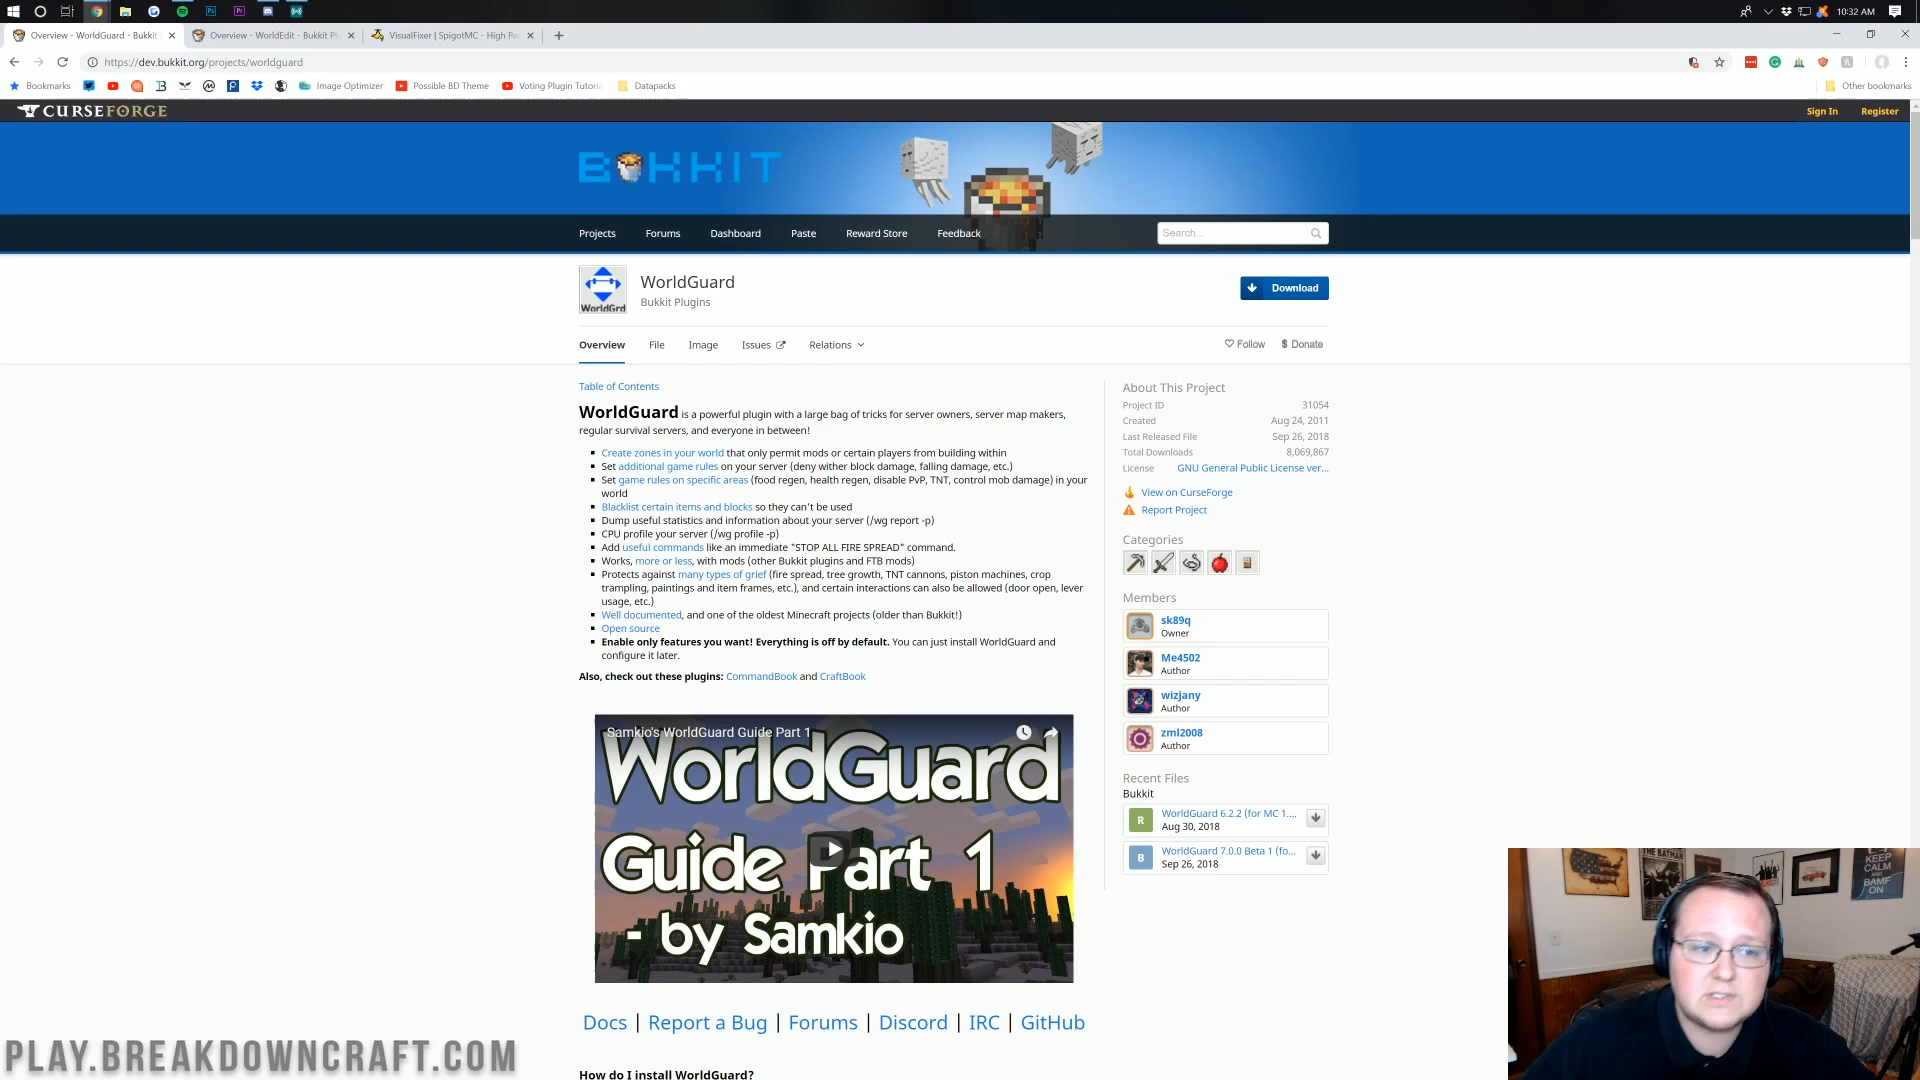 10:32 AM
Overview - WorldGuard - Bukkit
Overview - WorldEdit - Bukkit Pl
VisualFixer | SpigotMC - High Pe
https://dev.bukkit.org/projects/worldguard
Bookmarks
Image Optimizer
Possible BD Theme
Voting Plugin Tutoria
Datapacks
Other bookmarks
CURSEFORGE
Sign In
Register
BUKKIT
Projects
Forums
Dashboard
Paste
Reward Store
Feedback
Search...
WorldGrd
WorldGuard
Bukkit Plugins
Download
Overview
File
Image
Issues
Relations
Follow
$ Donate
Table of Contents
WorldGuard is a powerful plugin with a large bag of tricks for server owners, server map makers,
regular survival servers, and everyone in between!
Create zones in your world that only permit mods or certain players from building within
Set additional game rules on your server (deny wither block damage, falling damage, etc.)
Set game rules on specific areas (food regen, health regen, disable PvP, TNT, control mob damage) in your
world
Blacklist certain items and blocks so they can't be used
Dump useful statistics and information about your server (/wg report -p)
CPU profile your server (/wg profile -p)
Add useful commands like an immediate "STOP ALL FIRE SPREAD" command.
Works, more or less, with mods (other Bukkit plugins and FTB mods)
Protects against many types of grief (fire spread, tree growth, TNT cannons, piston machines, crop
trampling, paintings and item frames, etc.), and certain interactions can also be allowed (door open, lever
usage, etc.)
Well documented, and one of the oldest Minecraft projects (older than Bukkit!)
Open source
Enable only features you want! Everything is off by default. You can just install WorldGuard and
configure it later.
Also, check out these plugins: CommandBook and CraftBook
Samkio's WorldGuard Guide Part 1
WorldGuard
Guide Part 1
- by Samkio
Docs | Report a Bug | Forums | Discord | IRC | GitHub
How do I install WorldGuard?
About This Project
Project ID 31054
Created Aug 24, 2011
Last Released File Sep 26, 2018
Total Downloads 8,069,867
License GNU General Public License ver...
View on CurseForge
Report Project
Categories
Members
sk89q
Owner
Me4502
Author
wizjany
Author
zml2008
Author
Recent Files
Bukkit
R
WorldGuard 6.2.2 (for MC 1....
Aug 30, 2018
B
WorldGuard 7.0.0 Beta 1 (fo...
Sep 26, 2018
THE BATMAN
KEEP
CALM
AND
BAMF
ON
PLAY.BREAKDOWNCRAFT.COM